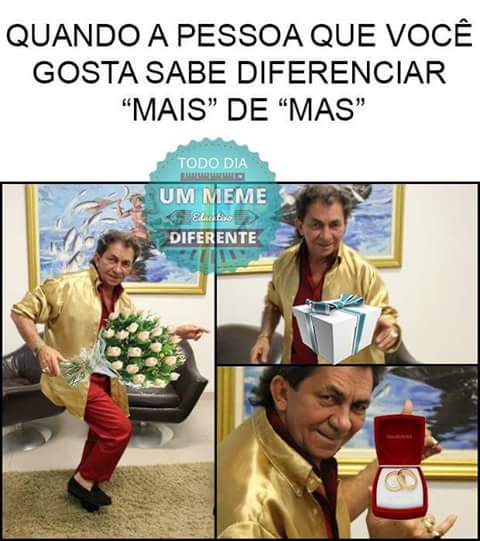 QUANDO A PESSOA QUE VOCÊ
GOSTA SABE DIFERENCIAR
“MAIS” DE “MAS”
TODO DIA
UM MEME
Educativo
DIFERENTE